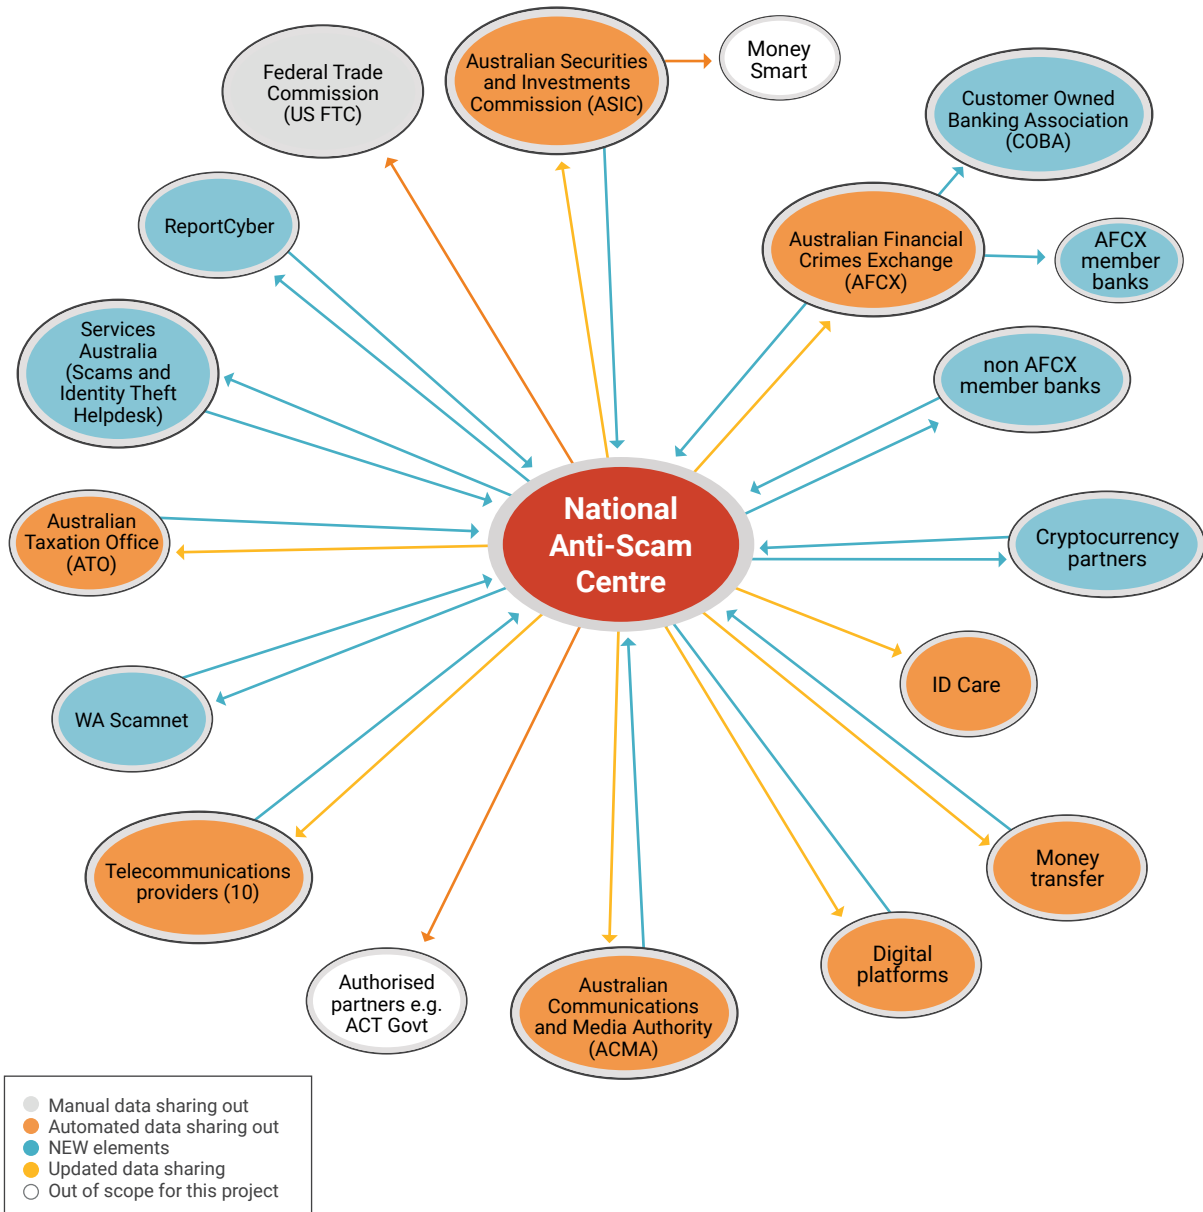 Federal Trade
Commission
(US FTC)
Australian Securities
and Investments
Commission (ASIC)
Money
Smart
Customer Owned
Banking Association
(COBA)
ReportCyber
Australian Financial
Crimes Exchange
(AFCX)
AFCX
member
banks
Services
Australia
(Scams and
Identity Theft
Helpdesk)
non AFCX
member banks
National
Anti-Scam
Centre
Australian
Taxation Office
(ATO)
Cryptocurrency
partners
WA Scamnet
ID Care
Telecommunications
providers (10)
Money
transfer
Authorised
partners e.g.
ACT Govt
Australian
Communications
and Media Authority
(ACMA)
Digital
platforms
Manual data sharing out
Automated data sharing out
NEW elements
Updated data sharing
Out of scope for this project